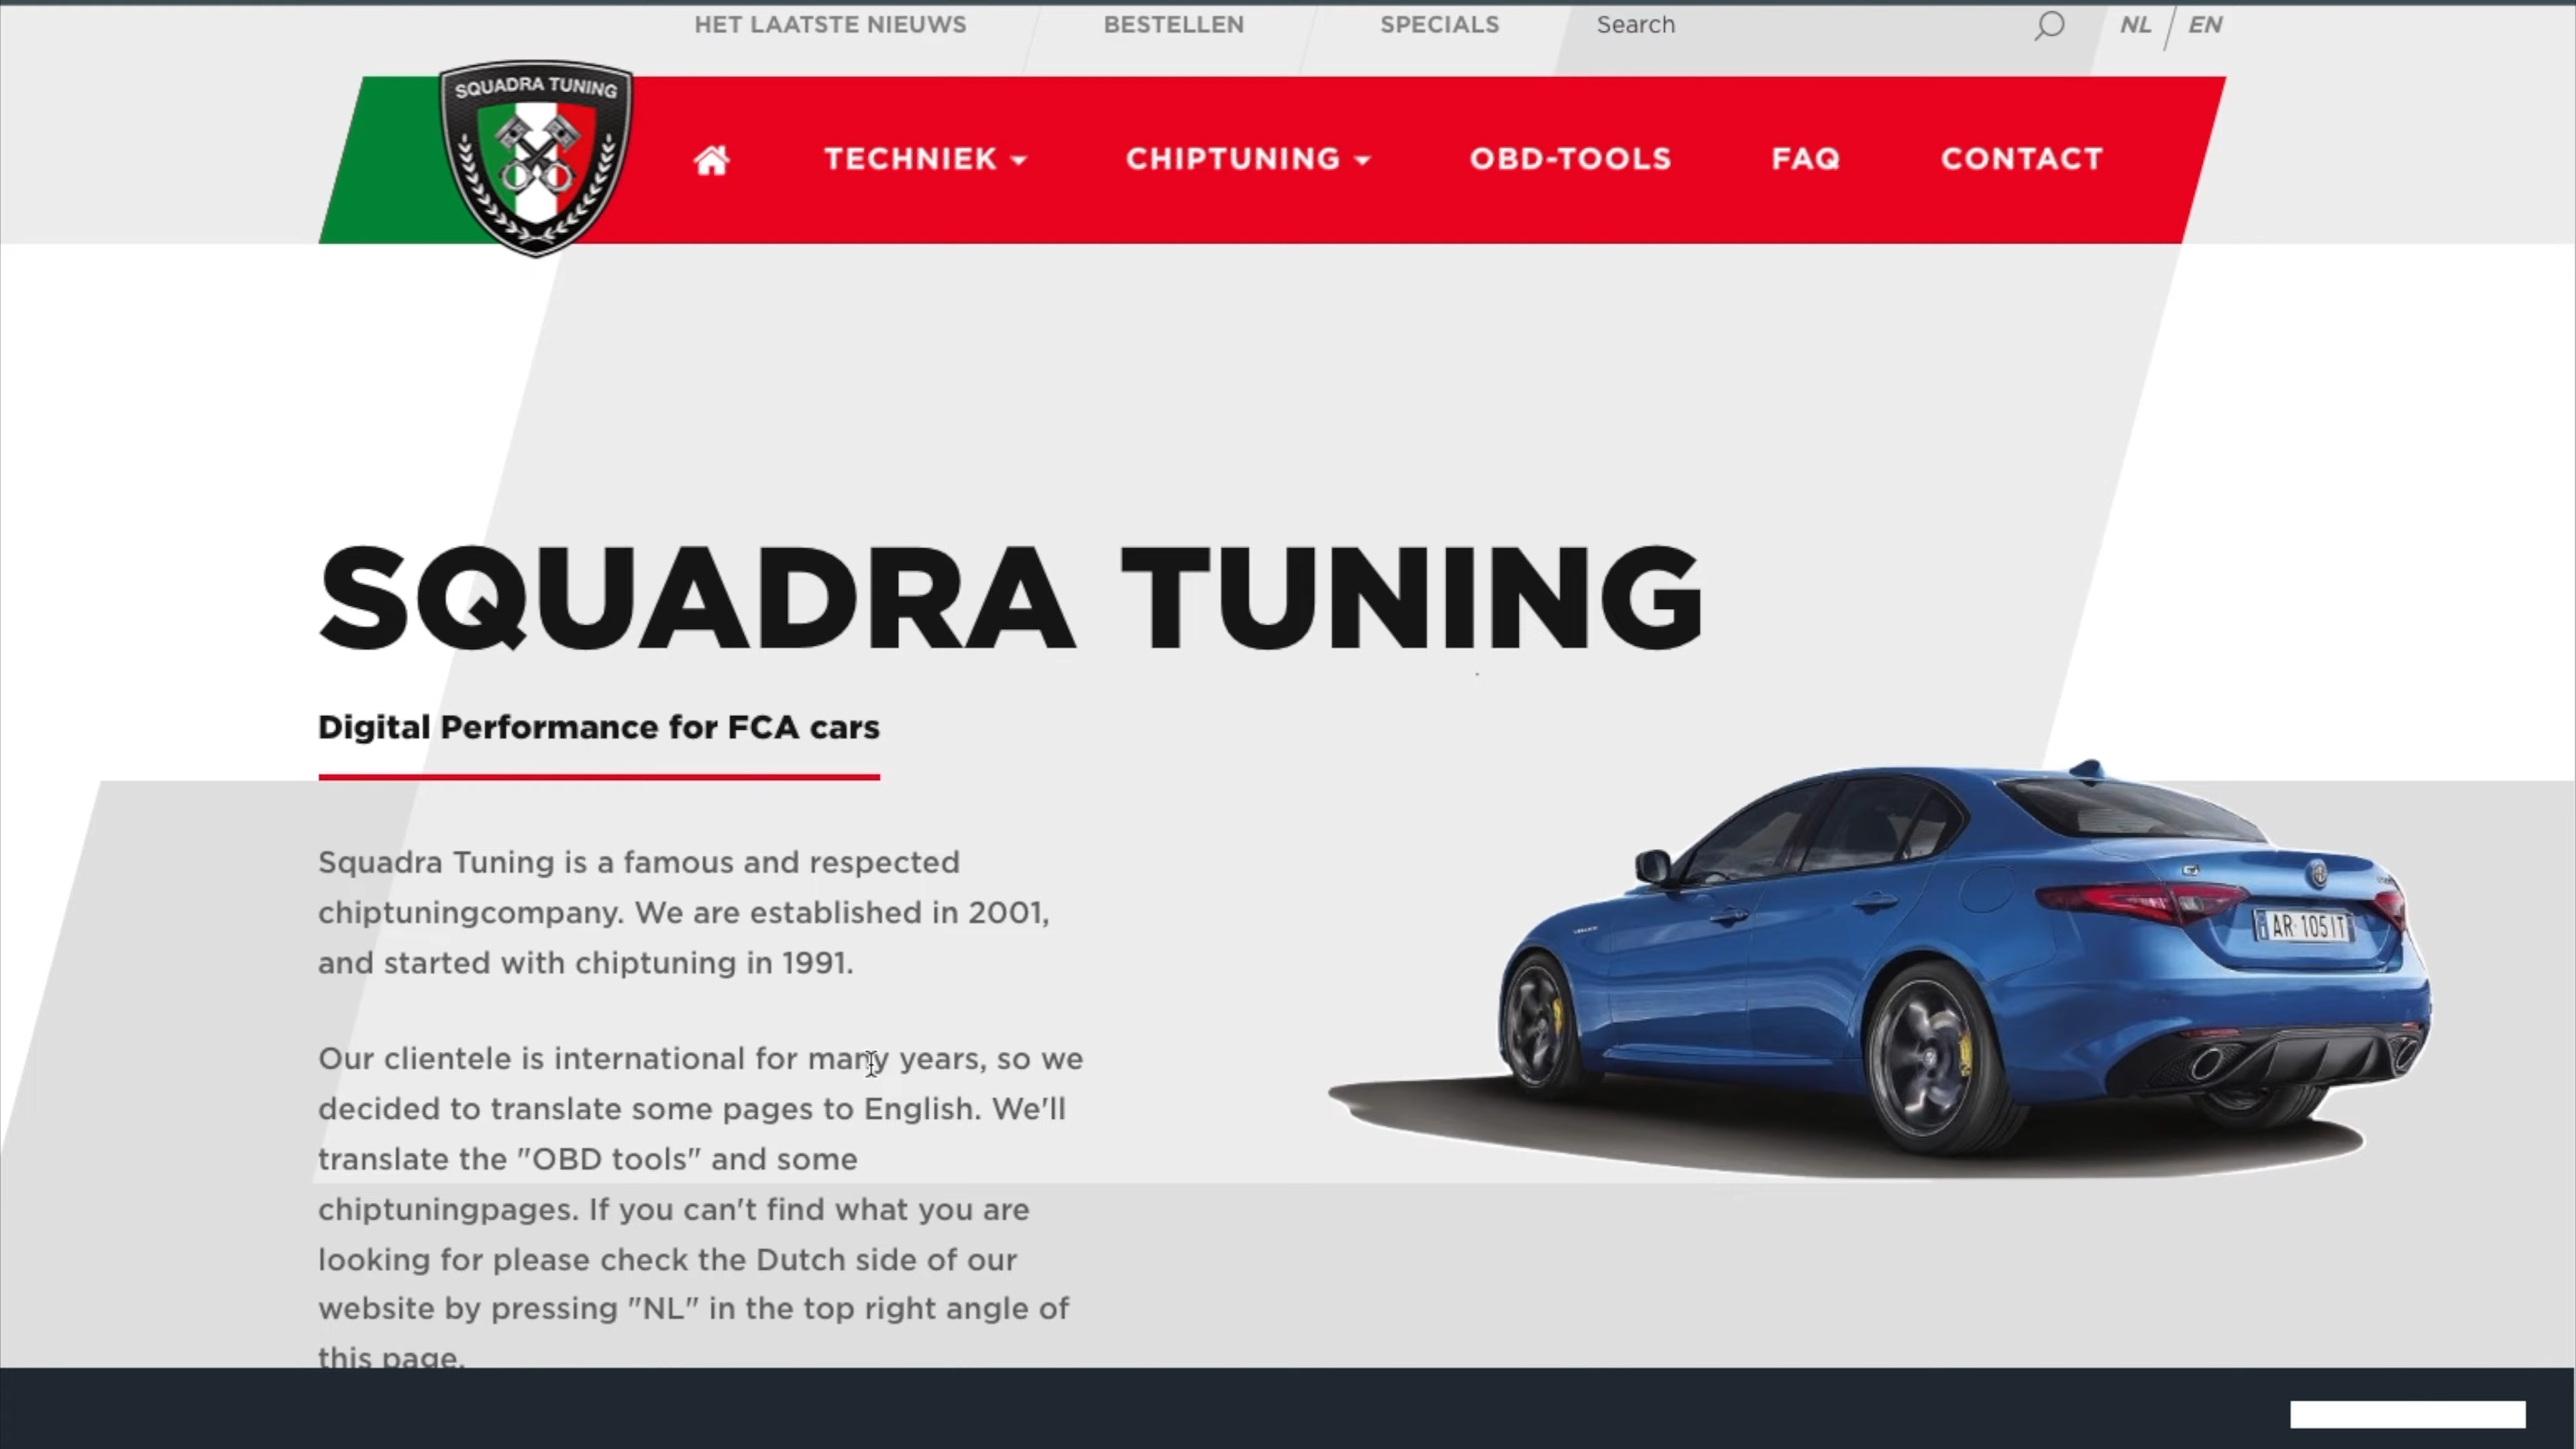 HET LAATSTE NIEUWS
BESTELLEN
SPECIALS
Search
NL / EN
SQUADRA TUNING
TECHNIEK
CHIPTUNING
OBD-TOOLS
FAQ
CONTACT
SQUADRA TUNING
Digital Performance for FCA cars
Squadra Tuning is a famous and respected
chiptuningcompany. We are established in 2001,
and started with chiptuning in 1991.
Our clientele is international for many years, so we
decided to translate some pages to English. We'll
translate the "OBD tools" and some
chiptuningpages. If you can't find what you are
looking for please check the Dutch side of our
website by pressing "NL" in the top right angle of
this page.
AR 105IT